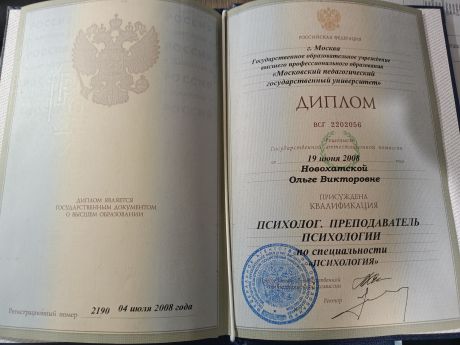 ДИПЛОМ ЯВЛЯЕТСЯ
ГОСУДАРСТВЕННЫМ ДОКУМЕНТОМ
О ВЫСШЕМ ОБРАЗОВАНИИ
Регистрационный номер 2190 04 июля 2008 года
РОССИЙСКАЯ ФЕДЕРАЦИЯ
г. Москва
Государственное образовательное учреждение
высшего профессионального образования
«Московский педагогический
государственный университет»
ДИПЛОМ
ВСГ 2202056
Решением
Государственной аттестационной комиссии
от 19 июня 2008 года
Новохатской
Ольге Викторовне
ПРИСУЖДЕНА
КВАЛИФИКАЦИЯ
ПСИХОЛОГ. ПРЕПОДАВАТЕЛЬ
ПСИХОЛОГИИ
по специальности
«ПСИХОЛОГИЯ»
Ректор